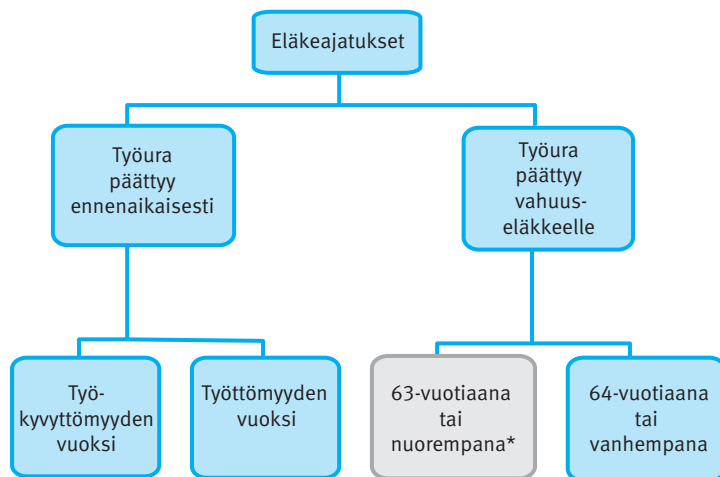 Eläkeajatukset
Työura
päättyy
ennenaikaisesti
Työura
päättyy
vahuus-
eläkkeelle
Työ-
kyvyttömyyden
vuoksi
Työttömyyden
vuoksi
63-vuotiaana
tai
nuorempana*
64-vuotiaana
tai
vanhempana